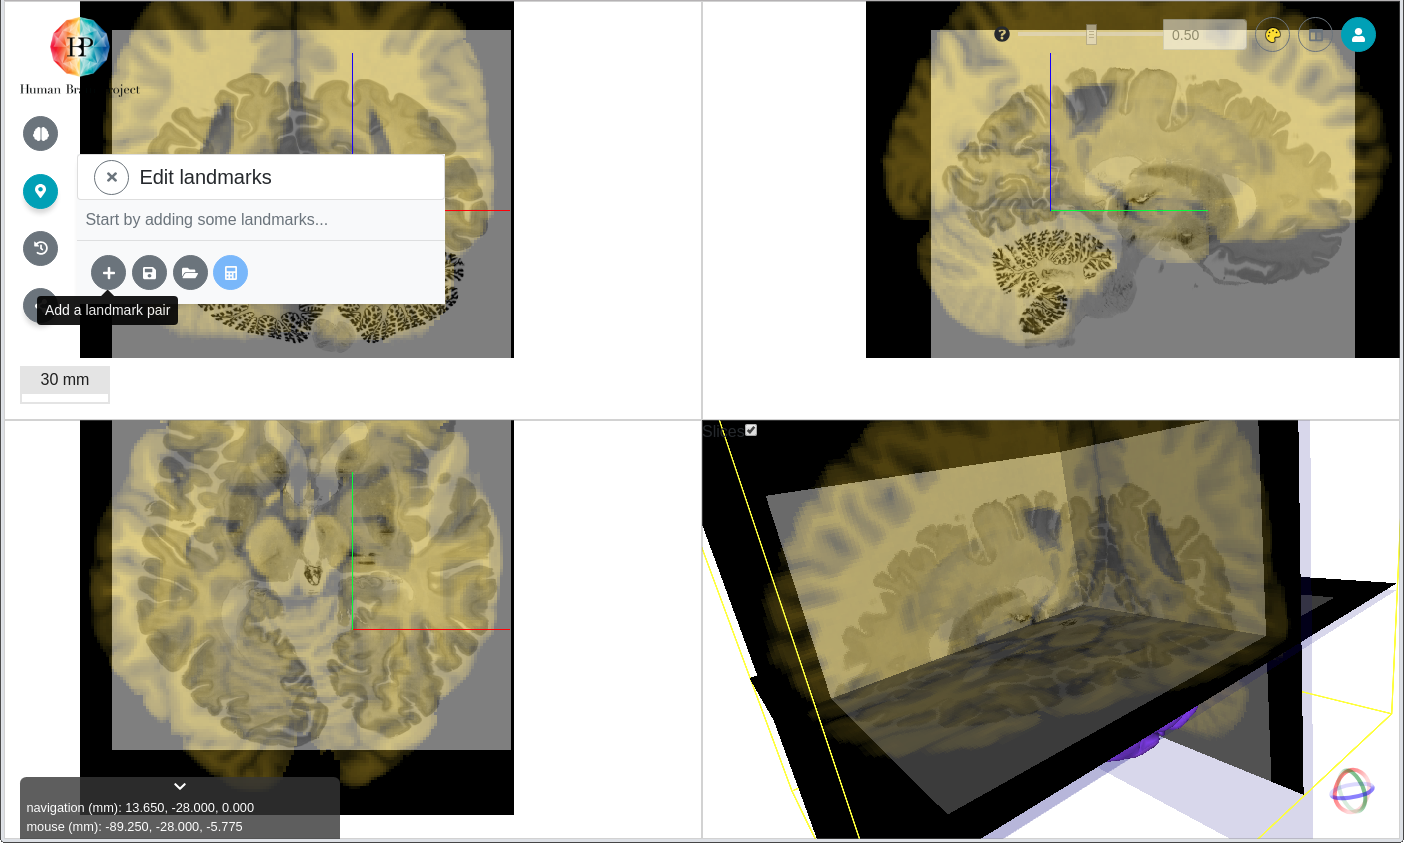 HP
Human Brain Project
0.50
Edit landmarks
Start by adding some landmarks...
Add a landmark pair
30 mm
Slices
navigation (mm): 13.650, -28.000, 0.000
mouse (mm): -89.250, -28.000, -5.775